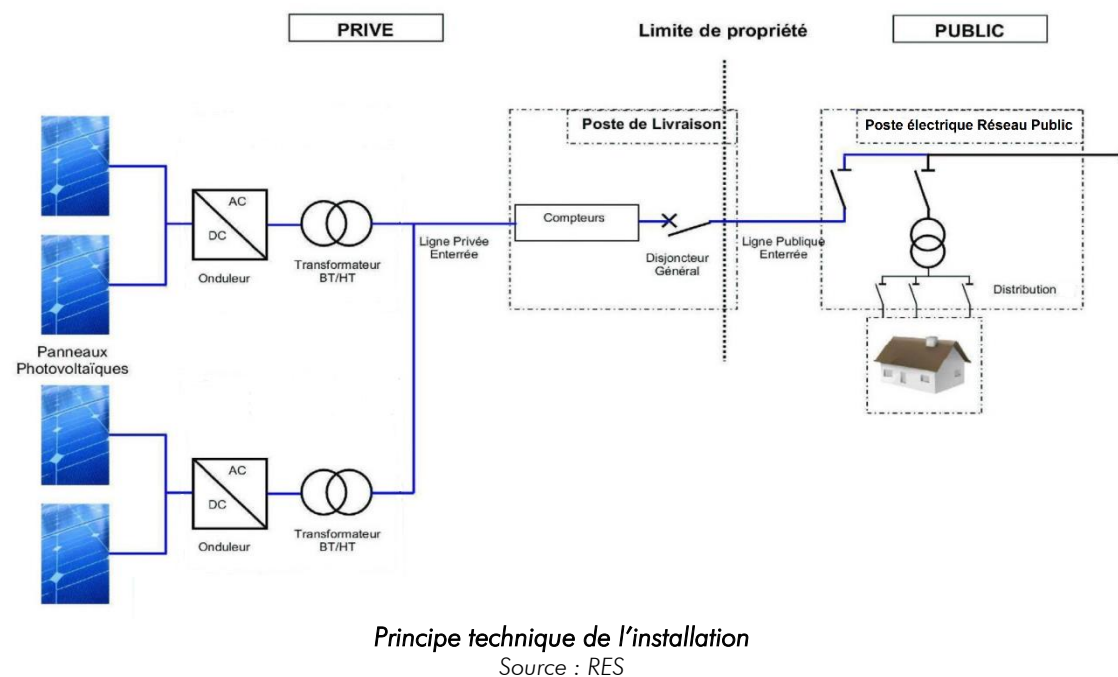 PRIVE
Limite de propriété
PUBLIC
Poste de Livraison
Poste électrique Réseau Public
AC
DC
Onduleur
Transformateur
BT/HT
Ligne Privée
Enterrée
Compteurs
Disjoncteur
Général
Ligne Publique
Enterrée
Distribution
Panneaux
Photovoltaïques
AC
DC
Onduleur
Transformateur
BT/HT
Principe technique de l'installation
Source : RES